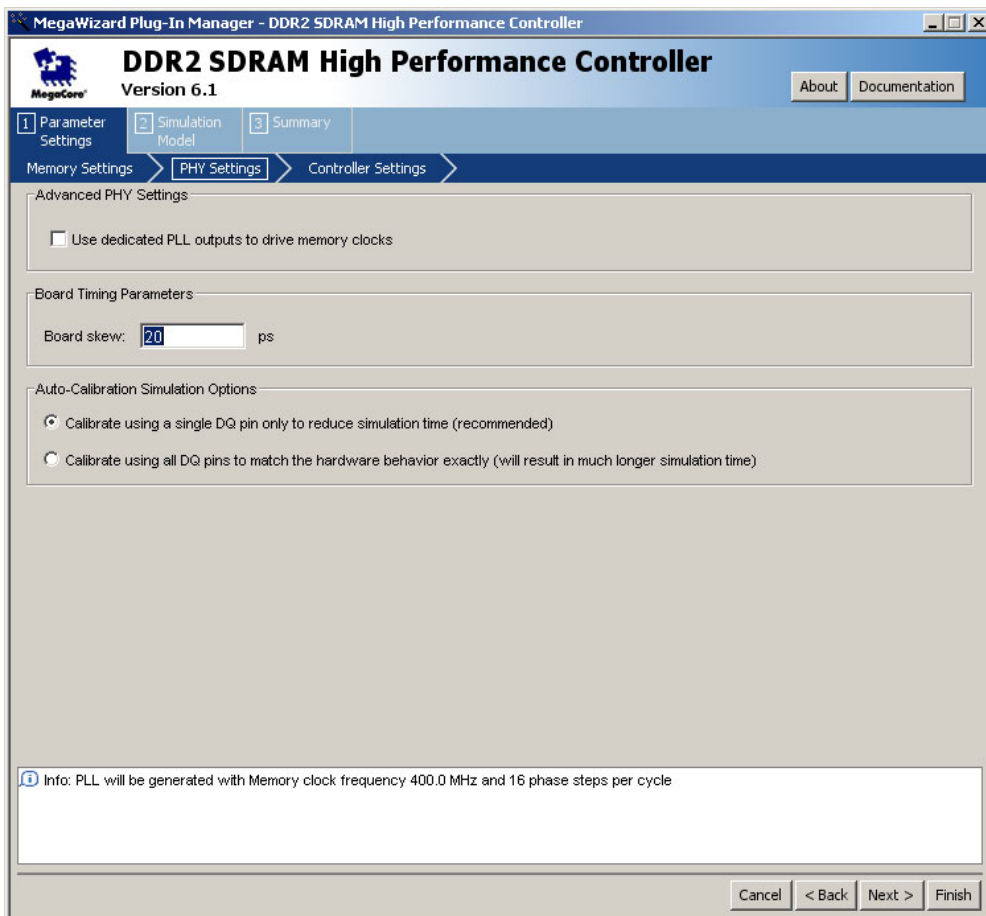 MegaWizard Plug-In Manager - DDR2 SDRAM High Performance Controller
DDR2 SDRAM High Performance Controller
MegaCore®
Version 6.1
About
Documentation
1 Parameter Settings
2 Simulation Model
3 Summary
Memory Settings
PHY Settings
Controller Settings
Advanced PHY Settings
Use dedicated PLL outputs to drive memory clocks
Board Timing Parameters
Board skew: 20 ps
Auto-Calibration Simulation Options
Calibrate using a single DQ pin only to reduce simulation time (recommended)
Calibrate using all DQ pins to match the hardware behavior exactly (will result in much longer simulation time)
Info: PLL will be generated with Memory clock frequency 400.0 MHz and 16 phase steps per cycle
Cancel
< Back
Next >
Finish